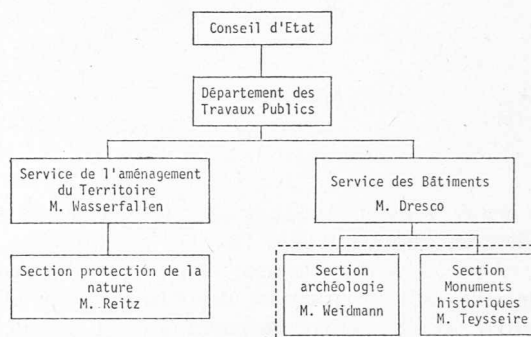 Conseil d'Etat
Département des
Travaux Publics
Service de l'aménagement
du Territoire
M. Wasserfallen
Service des Bâtiments
M. Dresco
Section protection de la
nature
M. Reitz
Section
archéologie
M. Weidmann
Section
Monuments
historiques
M. Teysseire